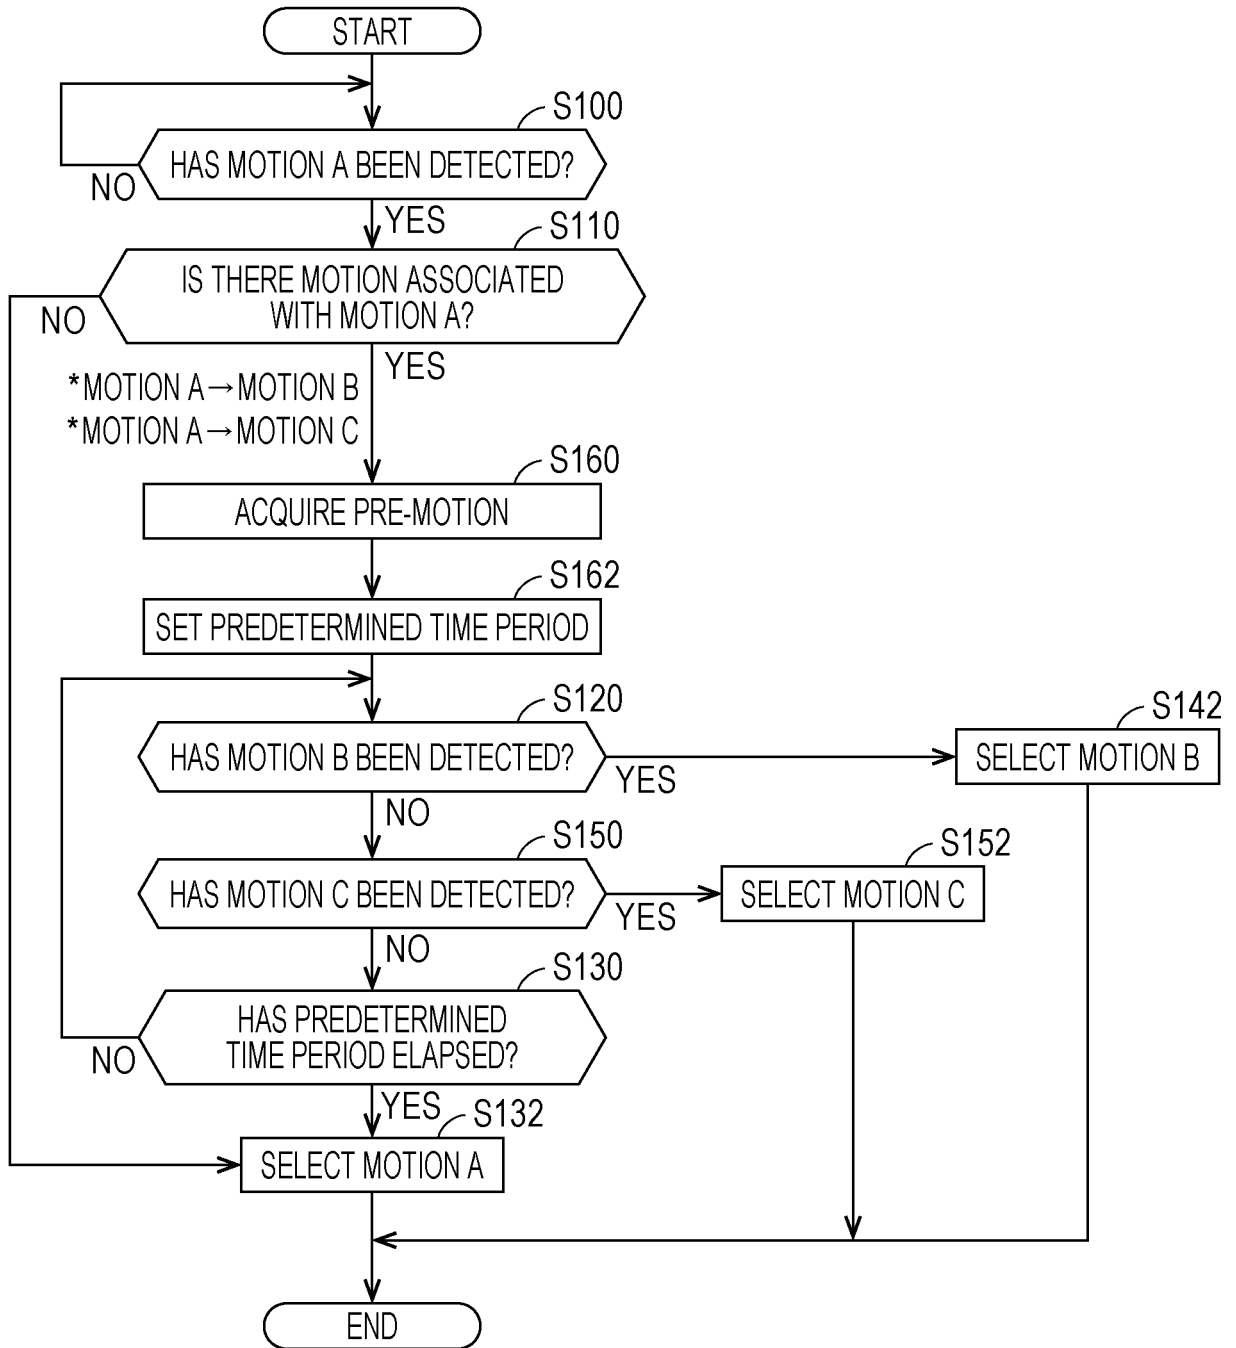 START
S100
HAS MOTION A BEEN DETECTED?
NO
YES
S110
IS THERE MOTION ASSOCIATED
WITH MOTION A?
NO
YES
*MOTION A→MOTION B
*MOTION A→MOTION C
S160
ACQUIRE PRE-MOTION
S162
SET PREDETERMINED TIME PERIOD
S120
HAS MOTION B BEEN DETECTED?
YES
S142
SELECT MOTION B
NO
S150
HAS MOTION C BEEN DETECTED?
YES
S152
SELECT MOTION C
NO
S130
HAS PREDETERMINED
TIME PERIOD ELAPSED?
NO
YES
S132
SELECT MOTION A
END